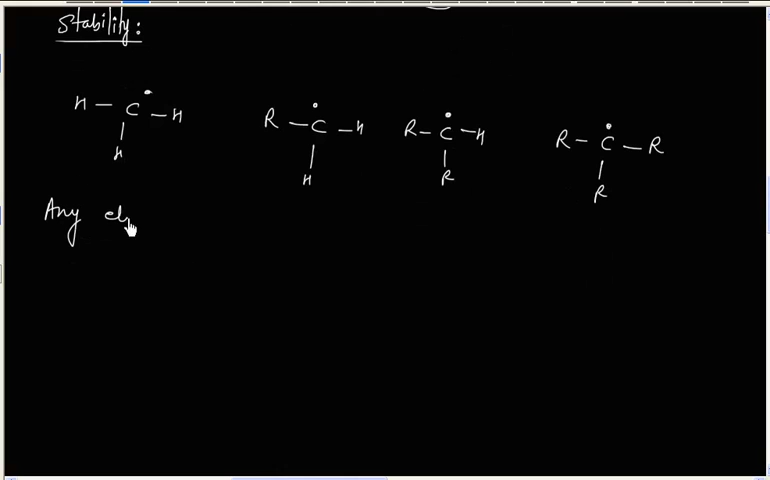 Stability:
H – Ċ – H
H
R – Ċ – H
H
R – Ċ – H
R
R – Ċ – R
R
Any